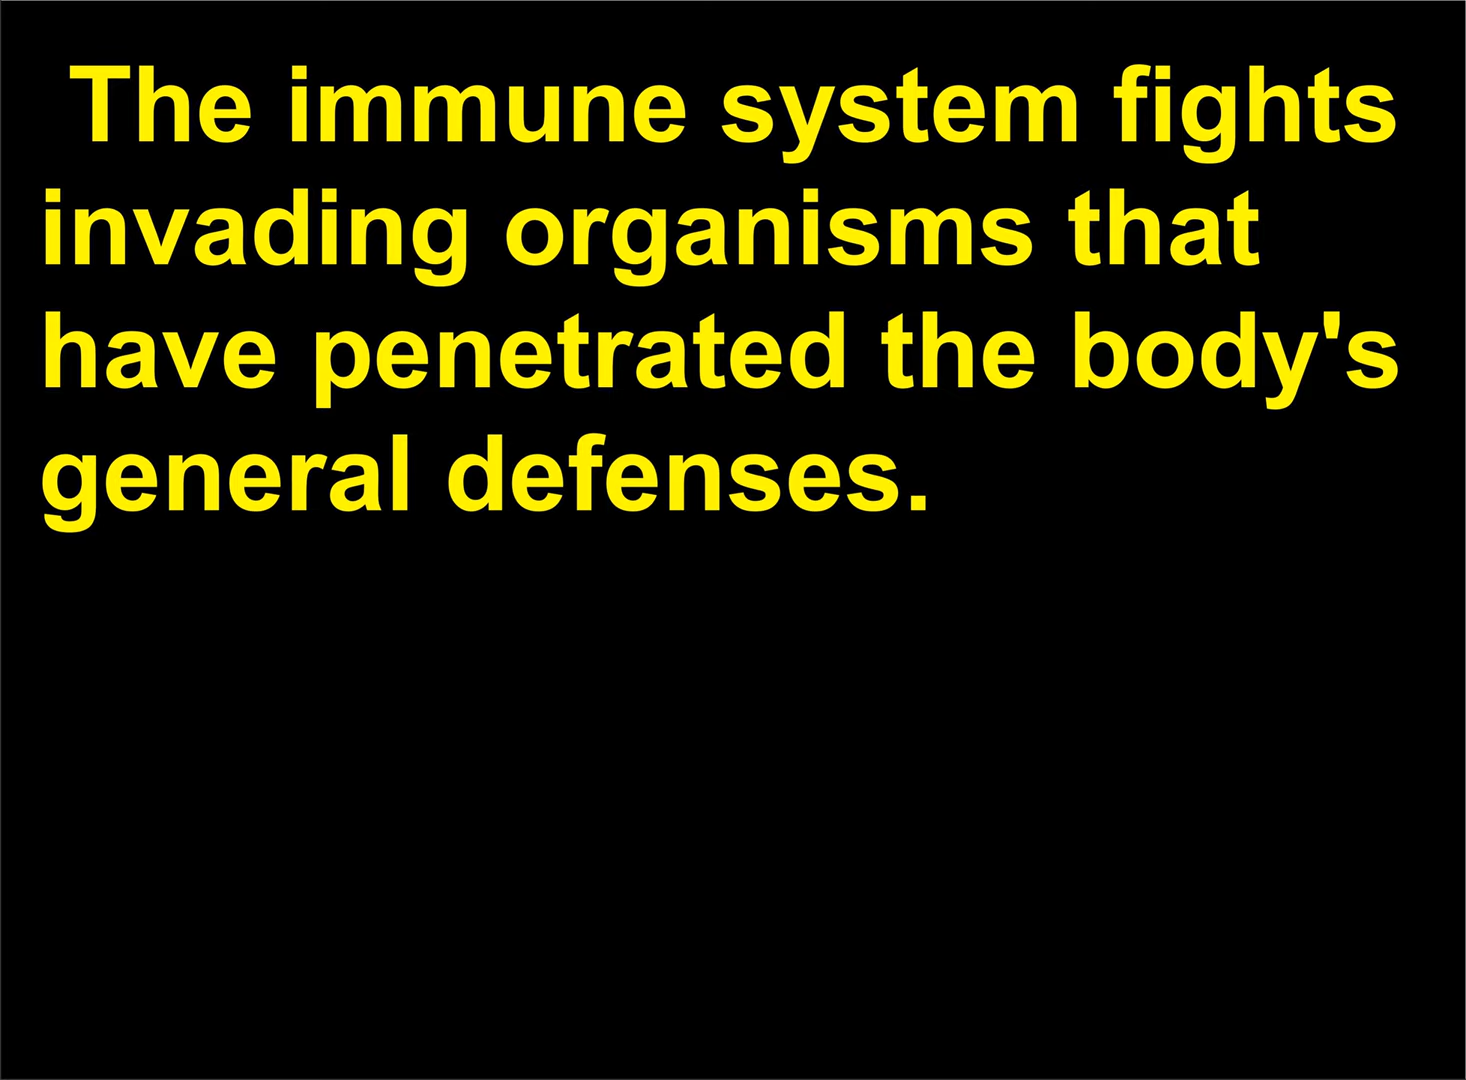 The immune system fights
invading organisms that
have penetrated the body's
general defenses.